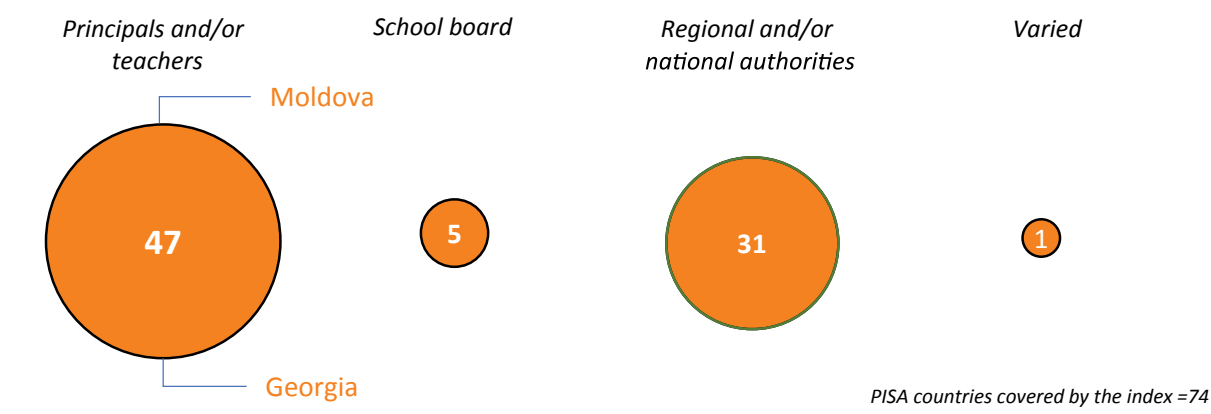 Principals and/or
teachers
School board
Regional and/or
national authorities
Varied
Moldova
47
5
31
1
Georgia
PISA countries covered by the index =74